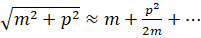 √(m² + p²) ≈ m + p²/2m + ⋯